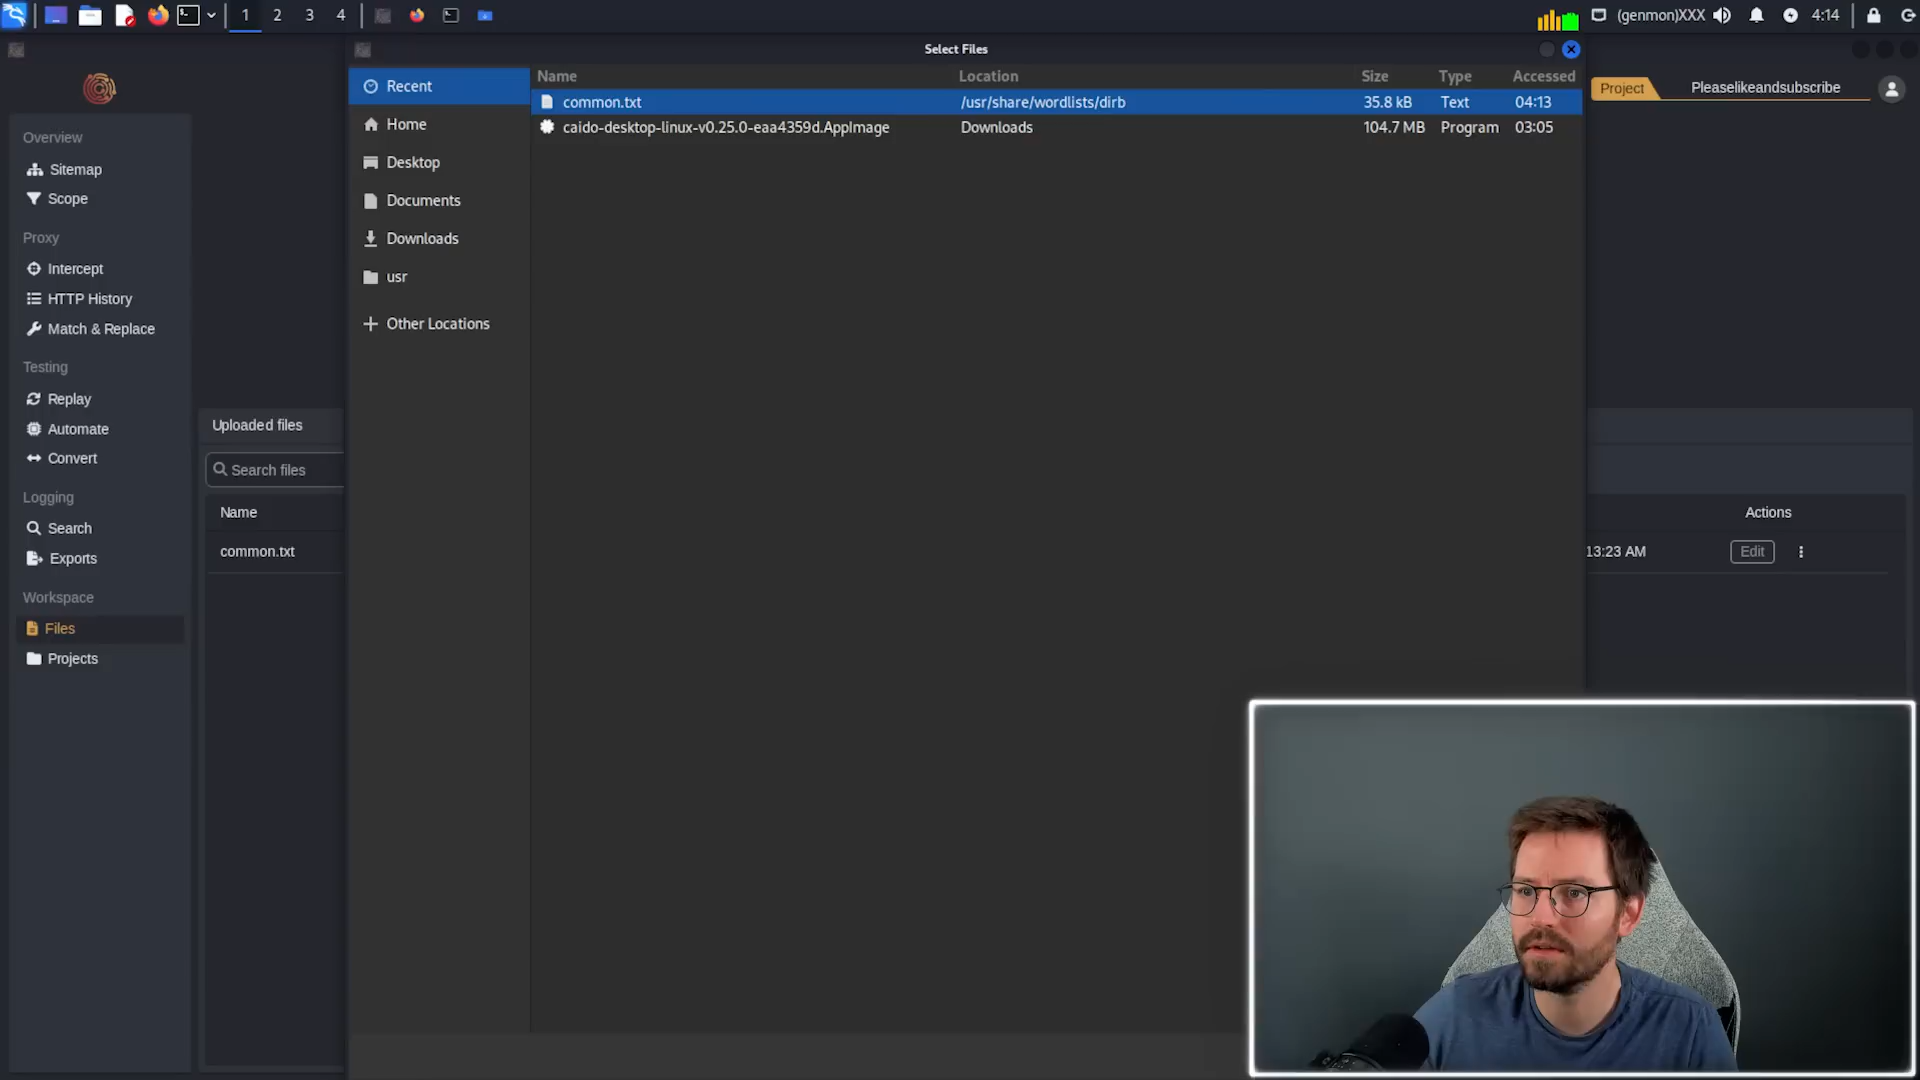 1 2 3 4
(genmon)XXX 4:14
Select Files
Project Pleaselikeandsubscribe
Overview
Sitemap
Scope
Proxy
Intercept
HTTP History
Match & Replace
Testing
Replay
Automate
Convert
Logging
Search
Exports
Workspace
Files
Projects
Recent
Home
Desktop
Documents
Downloads
usr
Other Locations
Name Location Size Type Accessed
common.txt /usr/share/wordlists/dirb 35.8 kB Text 04:13
caido-desktop-linux-v0.25.0-eaa4359d.AppImage Downloads 104.7 MB Program 03:05
Uploaded files
Search files
Name Actions
common.txt 13:23 AM Edit